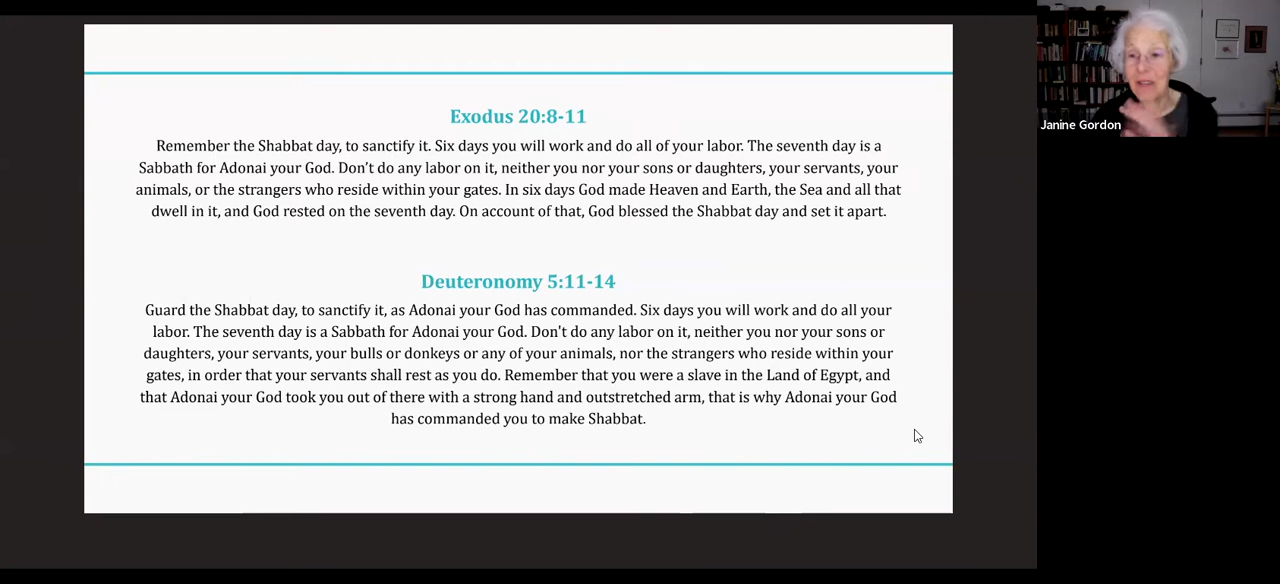 Exodus 20:8-11
Remember the Shabbat day, to sanctify it. Six days you will work and do all of your labor. The seventh day is a
Sabbath for Adonai your God. Don’t do any labor on it, neither you nor your sons or daughters, your servants, your
animals, or the strangers who reside within your gates. In six days God made Heaven and Earth, the Sea and all that
dwell in it, and God rested on the seventh day. On account of that, God blessed the Shabbat day and set it apart.
Deuteronomy 5:11-14
Guard the Shabbat day, to sanctify it, as Adonai your God has commanded. Six days you will work and do all your
labor. The seventh day is a Sabbath for Adonai your God. Don't do any labor on it, neither you nor your sons or
daughters, your servants, your bulls or donkeys or any of your animals, nor the strangers who reside within your
gates, in order that your servants shall rest as you do. Remember that you were a slave in the Land of Egypt, and
that Adonai your God took you out of there with a strong hand and outstretched arm, that is why Adonai your God
has commanded you to make Shabbat.
Janine Gordon